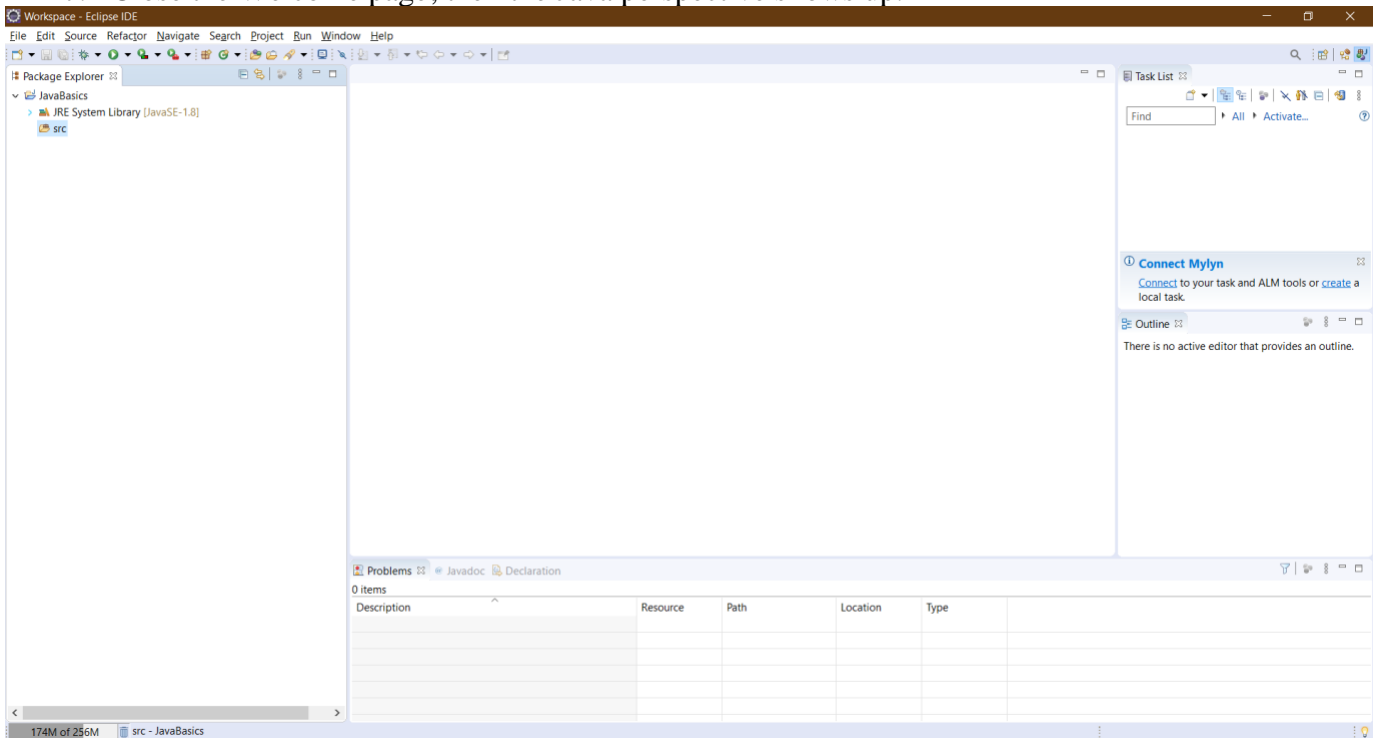 Workspace - Eclipse IDE
File Edit Source Refactor Navigate Search Project Run Window Help
Package Explorer
JavaBasics
JRE System Library [JavaSE-1.8]
src
Task List
Find All Activate...
Connect Mylyn
Connect to your task and ALM tools or create a
local task.
Outline
There is no active editor that provides an outline.
Problems Javadoc Declaration
0 items
Description Resource Path Location Type
174M of 256M src - JavaBasics